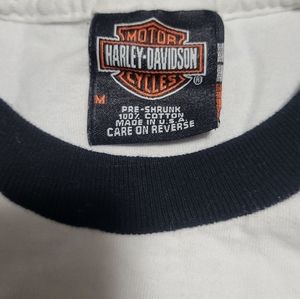 MOTOR
HARLEY-DAVIDSON
CYCLES
®
M
PRE-SHRUNK
100% COTTON
MADE IN U.S.A.
CARE ON REVERSE